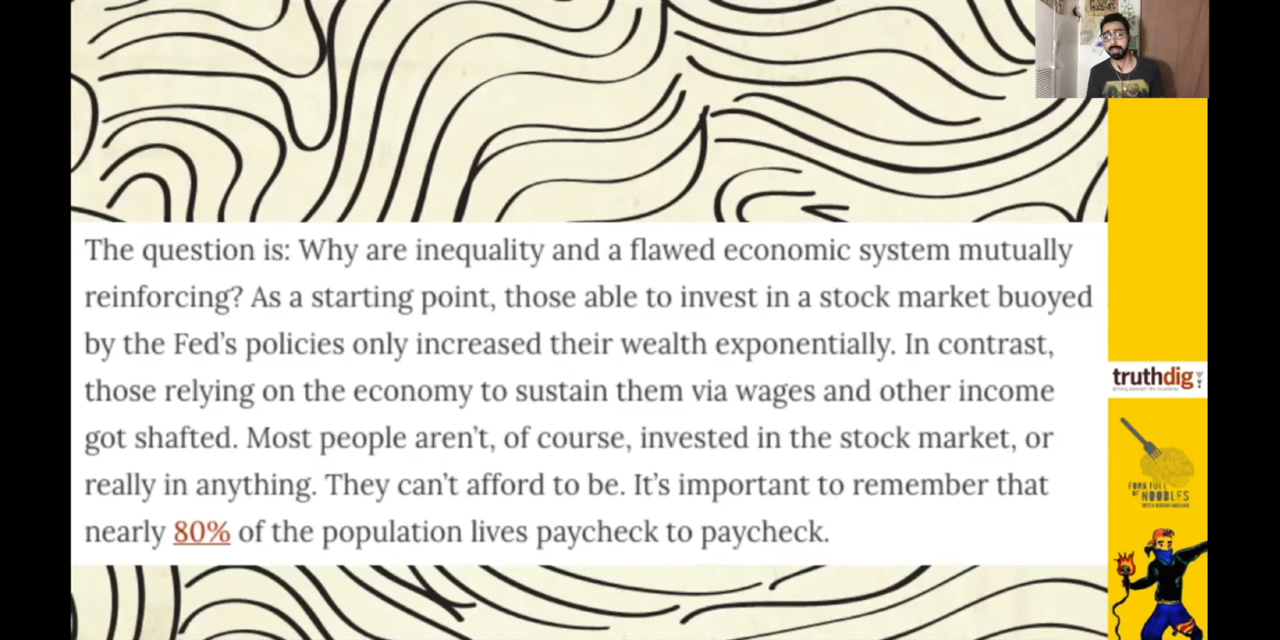 The question is: Why are inequality and a flawed economic system mutually
reinforcing? As a starting point, those able to invest in a stock market buoyed
by the Fed's policies only increased their wealth exponentially. In contrast,
those relying on the economy to sustain them via wages and other income
got shafted. Most people aren't, of course, invested in the stock market, or
really in anything. They can't afford to be. It's important to remember that
nearly 80% of the population lives paycheck to paycheck.
truthdig
FORK FULL
OF NOODLES